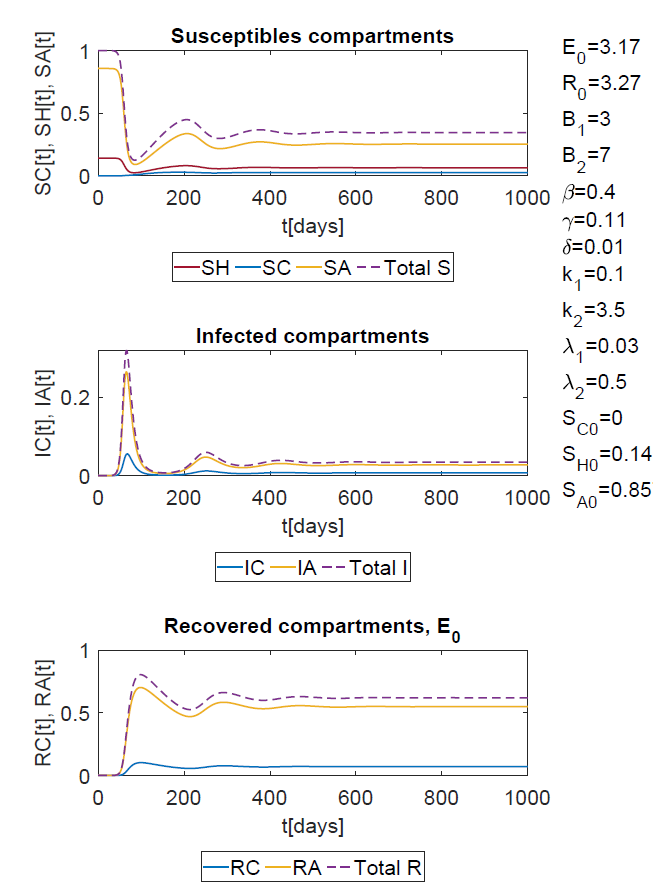 Susceptibles compartments
SC[t], SH[t], SA[t]
1
0.5
0
0 200 400 600 800 1000
t[days]
SH SC SA Total S
Infected compartments
IC[t], IA[t]
0.2
0
0 200 400 600 800 1000
t[days]
IC IA Total I
Recovered compartments, E0
RC[t], RA[t]
1
0.5
0
0 200 400 600 800 1000
t[days]
RC RA Total R
E0=3.17
R0=3.27
B1=3
B2=7
β=0.4
γ=0.11
δ=0.01
k1=0.1
k2=3.5
λ1=0.03
λ2=0.5
SC0=0
SH0=0.14
SA0=0.85